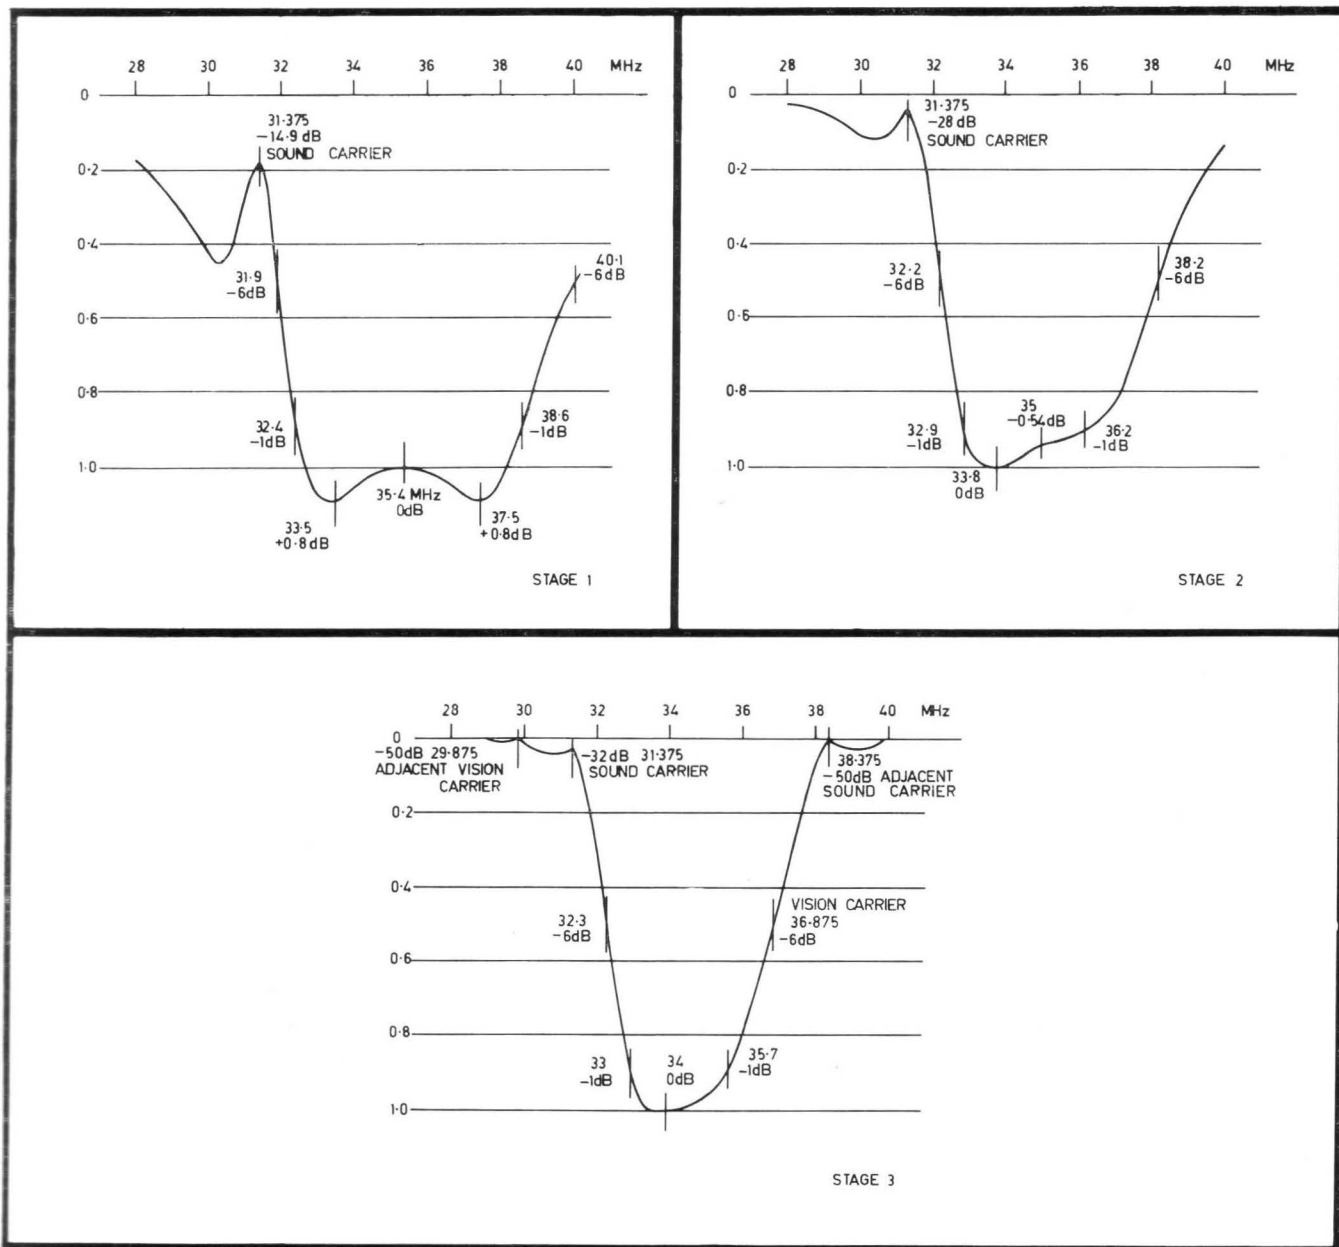 28 30 32 34 36 38 40 MHz
0
31·375
-14·9 dB
SOUND CARRIER
0·2
0·4
31·9
-6dB
40·1
-6dB
0·6
0·8
32·4
-1dB
38·6
-1dB
1·0
35·4 MHz
0dB
33·5
+0·8dB
37·5
+0·8dB
STAGE 1
28 30 32 34 36 38 40 MHz
0
31·375
-28 dB
SOUND CARRIER
0·2
0·4
32·2
-6dB
38·2
-6dB
0·6
0·8
35
-0·54dB
32·9
-1dB
36·2
-1dB
1·0
33·8
0dB
STAGE 2
28 30 32 34 36 38 40 MHz
0
-50dB 29·875
ADJACENT VISION
CARRIER
-32dB 31·375
SOUND CARRIER
38·375
-50dB ADJACENT
SOUND CARRIER
0·2
0·4
VISION CARRIER
36·875
-6dB
32·3
-6dB
0·6
0·8
33
-1dB
34
0dB
35·7
-1dB
1·0
STAGE 3